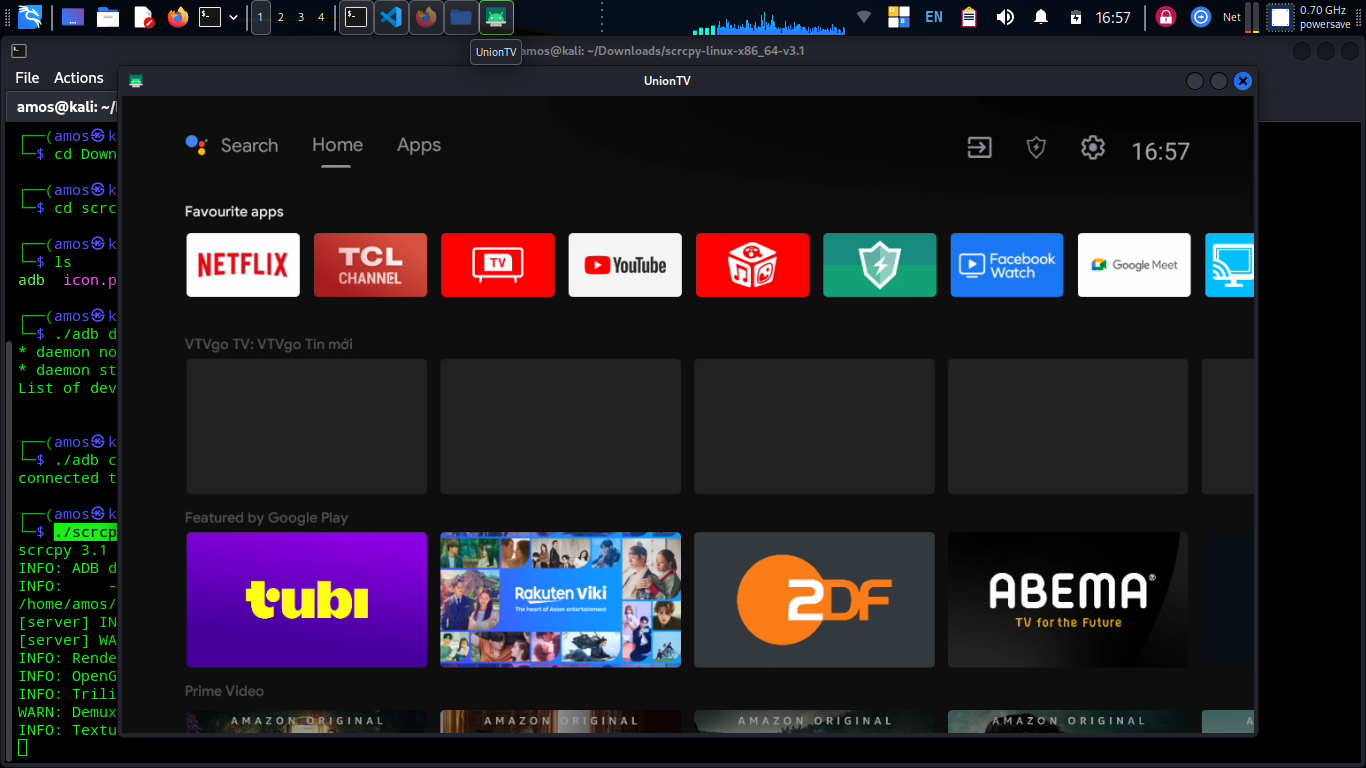 1 2 3 4
EN
16:57
Net
0.70 GHz
powersave
UnionTV
amos@kali: ~/Downloads/scrcpy-linux-x86_64-v3.1
File Actions
UnionTV
amos@kali: ~/
(amos㉿k
$ cd Down
(amos㉿k
$ cd scrc
(amos㉿k
$ ls
adb icon.p
(amos㉿k
$ ./adb d
* daemon no
* daemon st
List of dev
(amos㉿k
$ ./adb c
connected t
(amos㉿k
$ ./scrcp
scrcpy 3.1
INFO: ADB d
INFO: -
/home/amos/
[server] IN
[server] WA
INFO: Rende
INFO: OpenG
INFO: Trili
WARN: Demux
INFO: Textu
Search Home Apps 16:57
Favourite apps
NETFLIX
TCL
CHANNEL
TV
YouTube
Facebook
Watch
Google Meet
VTVgo TV: VTVgo Tin mới
Featured by Google Play
tubi
Rakuten Viki
The heart of Asian entertainment
2DF
ABEMA®
TV for the Future
Prime Video
AMAZON ORIGINAL
AMAZON ORIGINAL
AMAZON ORIGINAL
AMAZON ORIGINAL
A